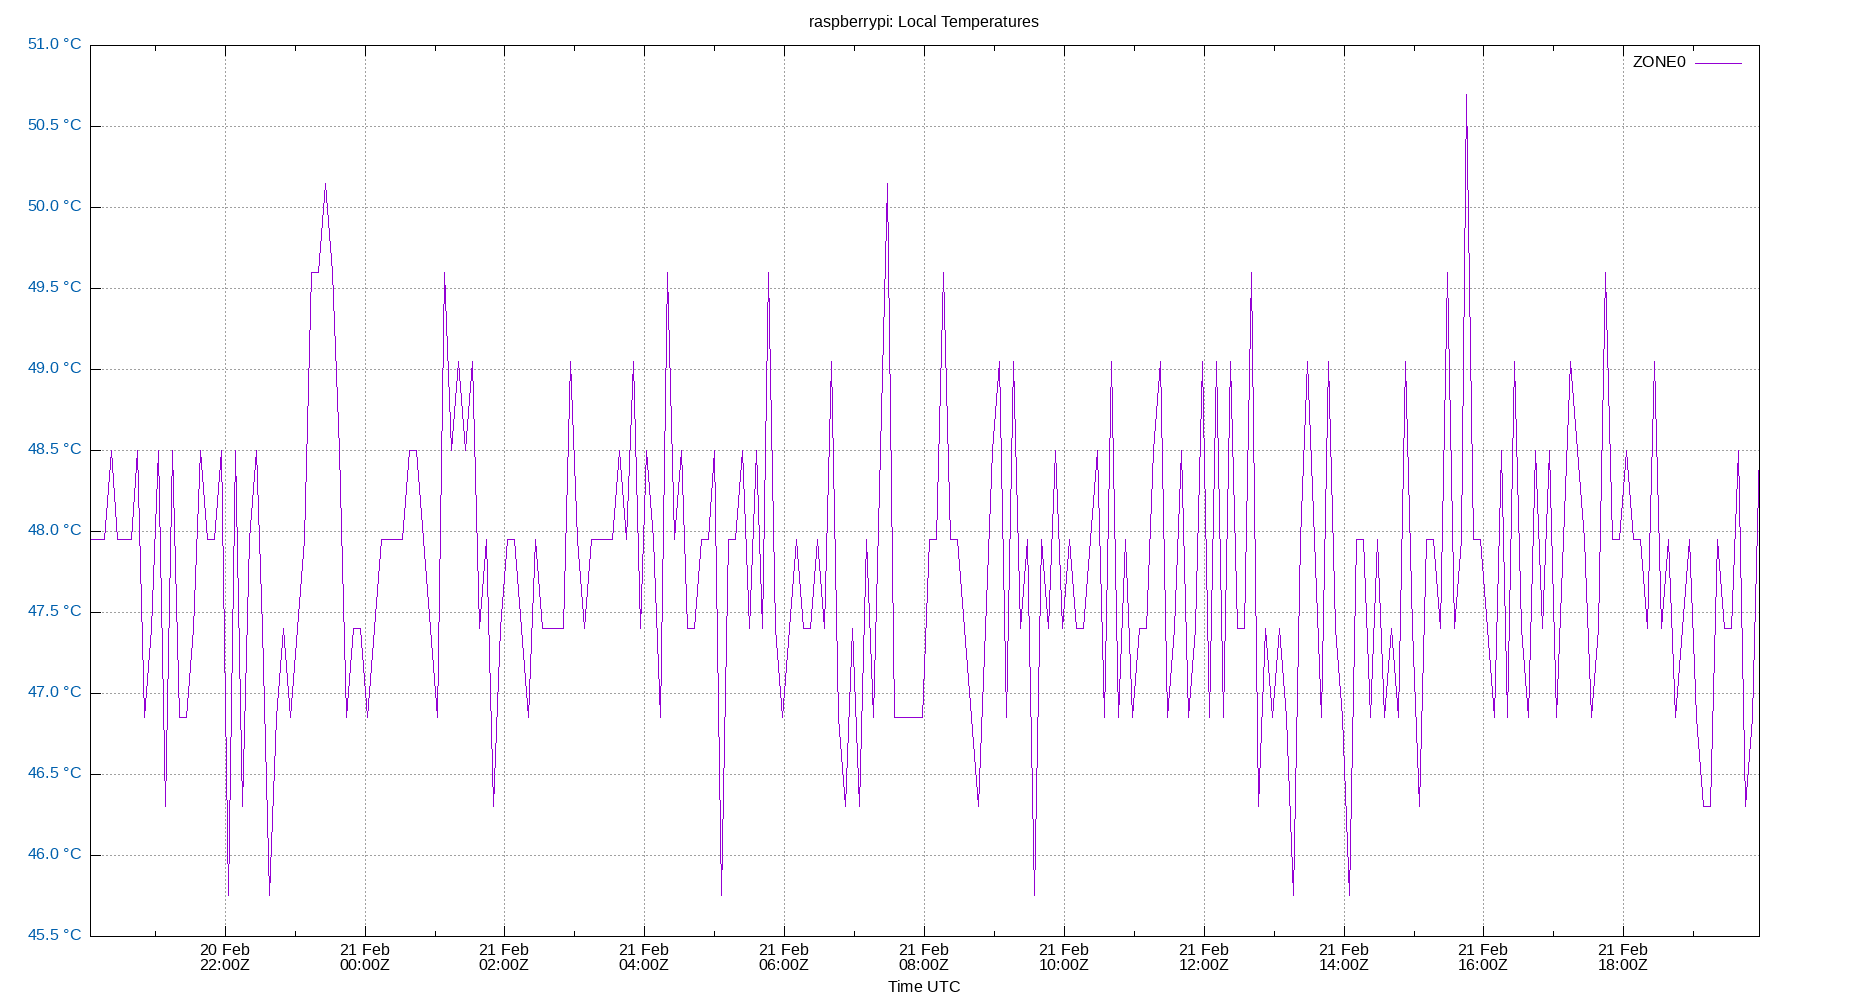 raspberrypi: Local Temperatures
51.0 °C
50.5 °C
50.0 °C
49.5 °C
49.0 °C
48.5 °C
48.0 °C
47.5 °C
47.0 °C
46.5 °C
46.0 °C
45.5 °C
ZONE0
20 Feb 21 Feb 21 Feb 21 Feb 21 Feb 21 Feb 21 Feb 21 Feb 21 Feb 21 Feb 21 Feb
22:00Z 00:00Z 02:00Z 04:00Z 06:00Z 08:00Z 10:00Z 12:00Z 14:00Z 16:00Z 18:00Z
Time UTC